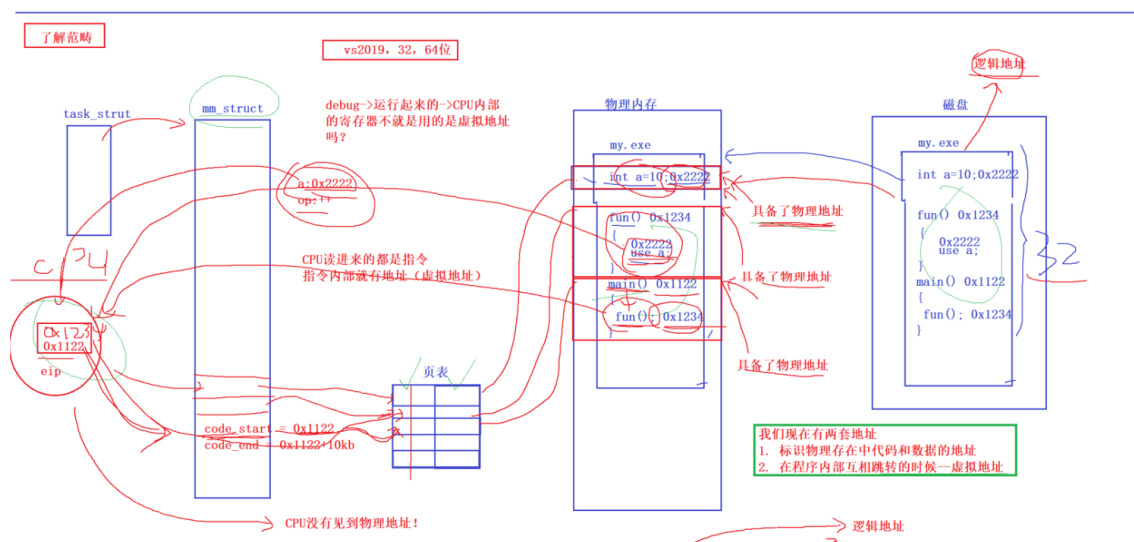 了解范畴
vs2019, 32, 64位
逻辑地址
task_strut
mm_struct
debug->运行起来的->CPU内部
的寄存器不就是用的是虚拟地址
吗?
物理内存
磁盘
my.exe
int a=10;0x2222
fun() 0x1234
{
0x2222
use a;
}
main() 0x1122
{
fun(); 0x1234
}
my.exe
int a=10;0x2222
fun() 0x1234
{
0x2222
use a;
}
main() 0x1122
{
fun(); 0x1234
}
32
a:0x2222
op:++
具备了物理地址
具备了物理地址
具备了物理地址
CPU读进来的都是指令
指令内部就有地址（虚拟地址）
0x123
0x1122
eip
页表
code_start = 0x1122
code_end = 0x1122+10kb
我们现在有两套地址
1. 标识物理存在中代码和数据的地址
2. 在程序内部互相跳转的时候--虚拟地址
CPU没有见到物理地址!
逻辑地址